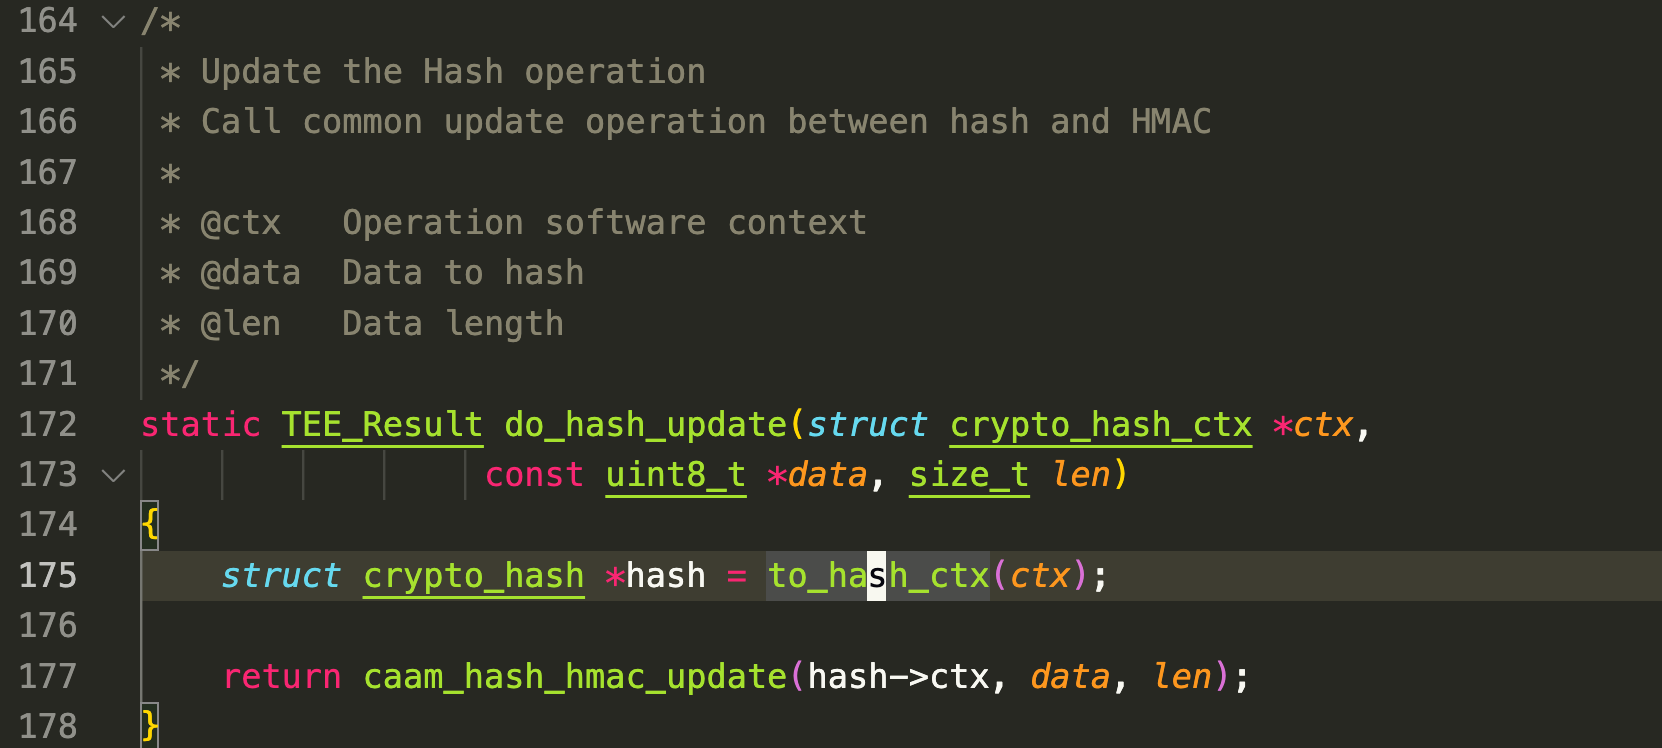 164 /*
165 * Update the Hash operation
166 * Call common update operation between hash and HMAC
167 *
168 * @ctx   Operation software context
169 * @data  Data to hash
170 * @len   Data length
171 */
172 static TEE_Result do_hash_update(struct crypto_hash_ctx *ctx,
173                 const uint8_t *data, size_t len)
174 {
175     struct crypto_hash *hash = to_hash_ctx(ctx);
176
177     return caam_hash_hmac_update(hash->ctx, data, len);
178 }